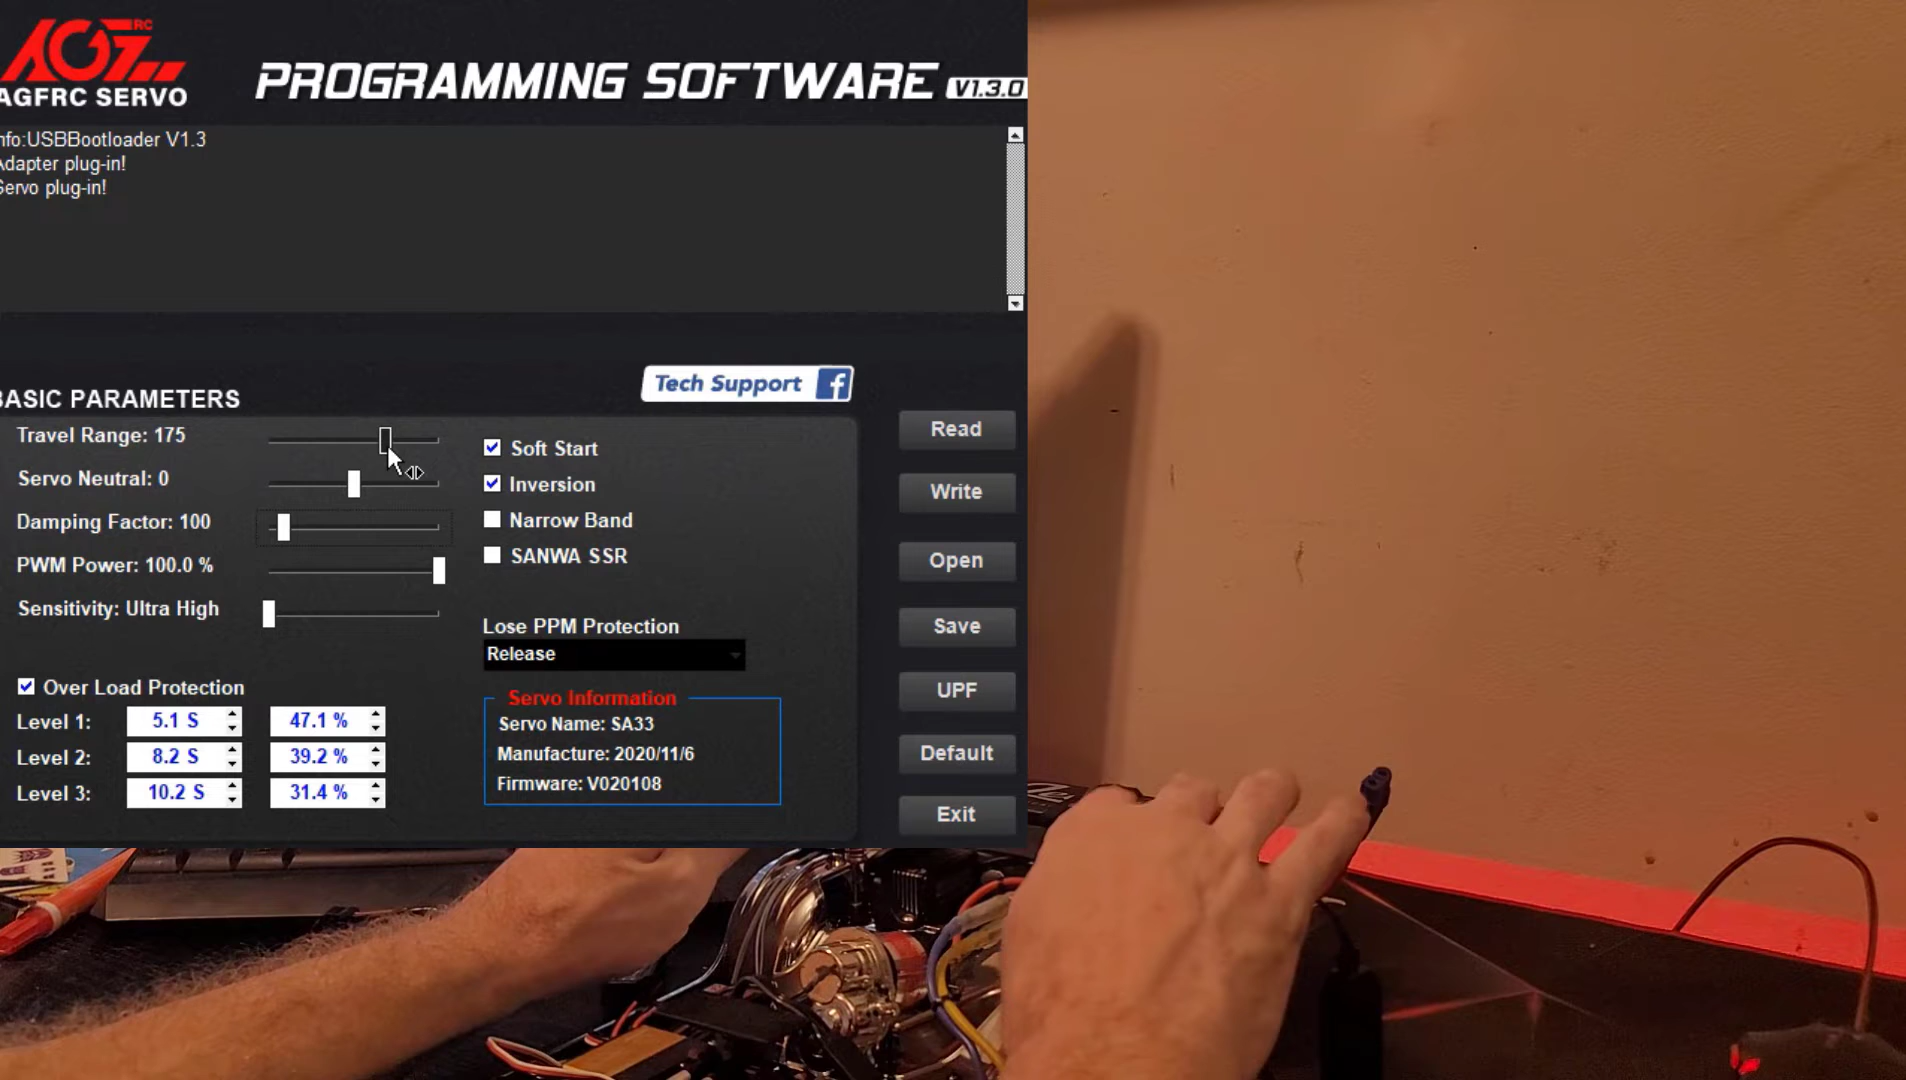 RC
AGFRC SERVO
PROGRAMMING SOFTWARE V1.3.0
nfo:USBBootloader V1.3
Adapter plug-in!
Servo plug-in!
Tech Support f
BASIC PARAMETERS
Travel Range: 175
Servo Neutral: 0
Damping Factor: 100
PWM Power: 100.0 %
Sensitivity: Ultra High
Soft Start
Inversion
Narrow Band
SANWA SSR
Lose PPM Protection
Release
Over Load Protection
Level 1: 5.1 S 47.1 %
Level 2: 8.2 S 39.2 %
Level 3: 10.2 S 31.4 %
Servo Information
Servo Name: SA33
Manufacture: 2020/11/6
Firmware: V020108
Read
Write
Open
Save
UPF
Default
Exit